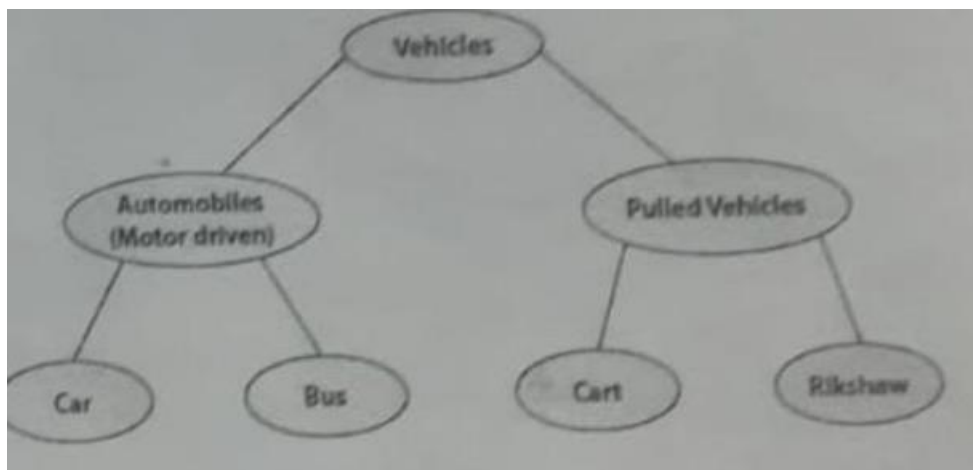 Vehicles
Automobiles
(Motor driven)
Pulled Vehicles
Car
Bus
Cart
Rikshaw